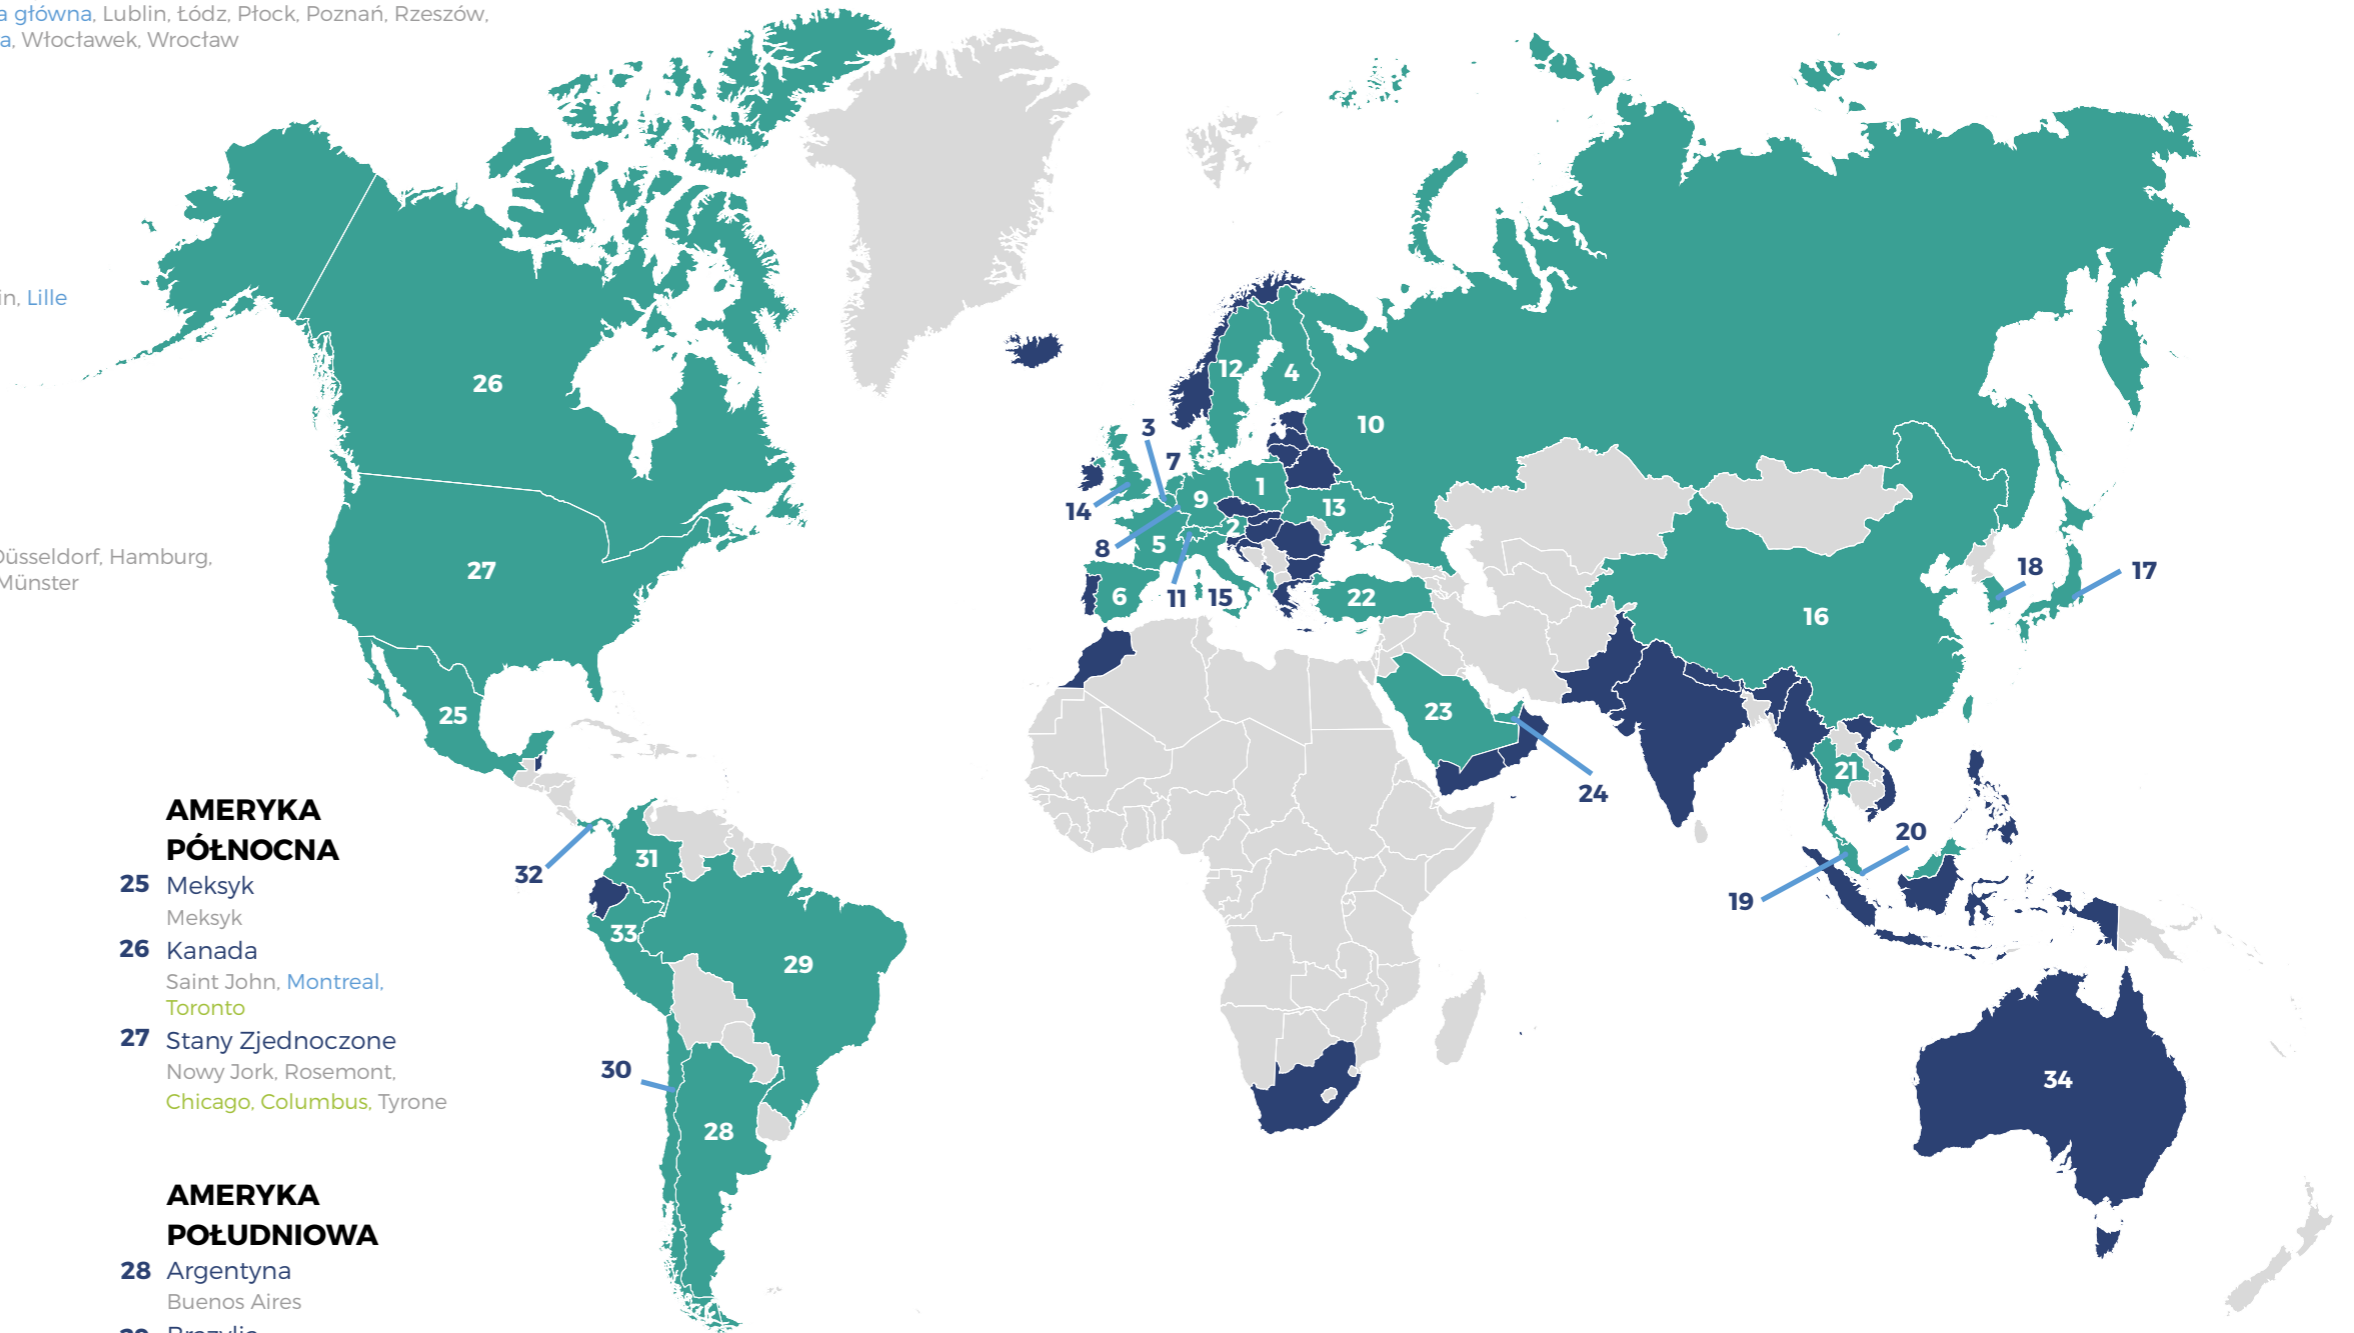 a główna, Lublin, Łódz, Płock, Poznań, Rzeszów,
a, Włocławek, Wrocław
in, Lille
Düsseldorf, Hamburg,
Münster
AMERYKA
PÓŁNOCNA
25 Meksyk
Meksyk
26 Kanada
Saint John, Montreal,
Toronto
27 Stany Zjednoczone
Nowy Jork, Rosemont,
Chicago, Columbus, Tyrone
AMERYKA
POŁUDNIOWA
28 Argentyna
Buenos Aires
29 Brazylia
26
27
25
32
31
33
29
30
28
12
4
10
3
7
14
9
1
13
8
2
5
6
11
15
22
23
24
16
18
17
21
20
19
34